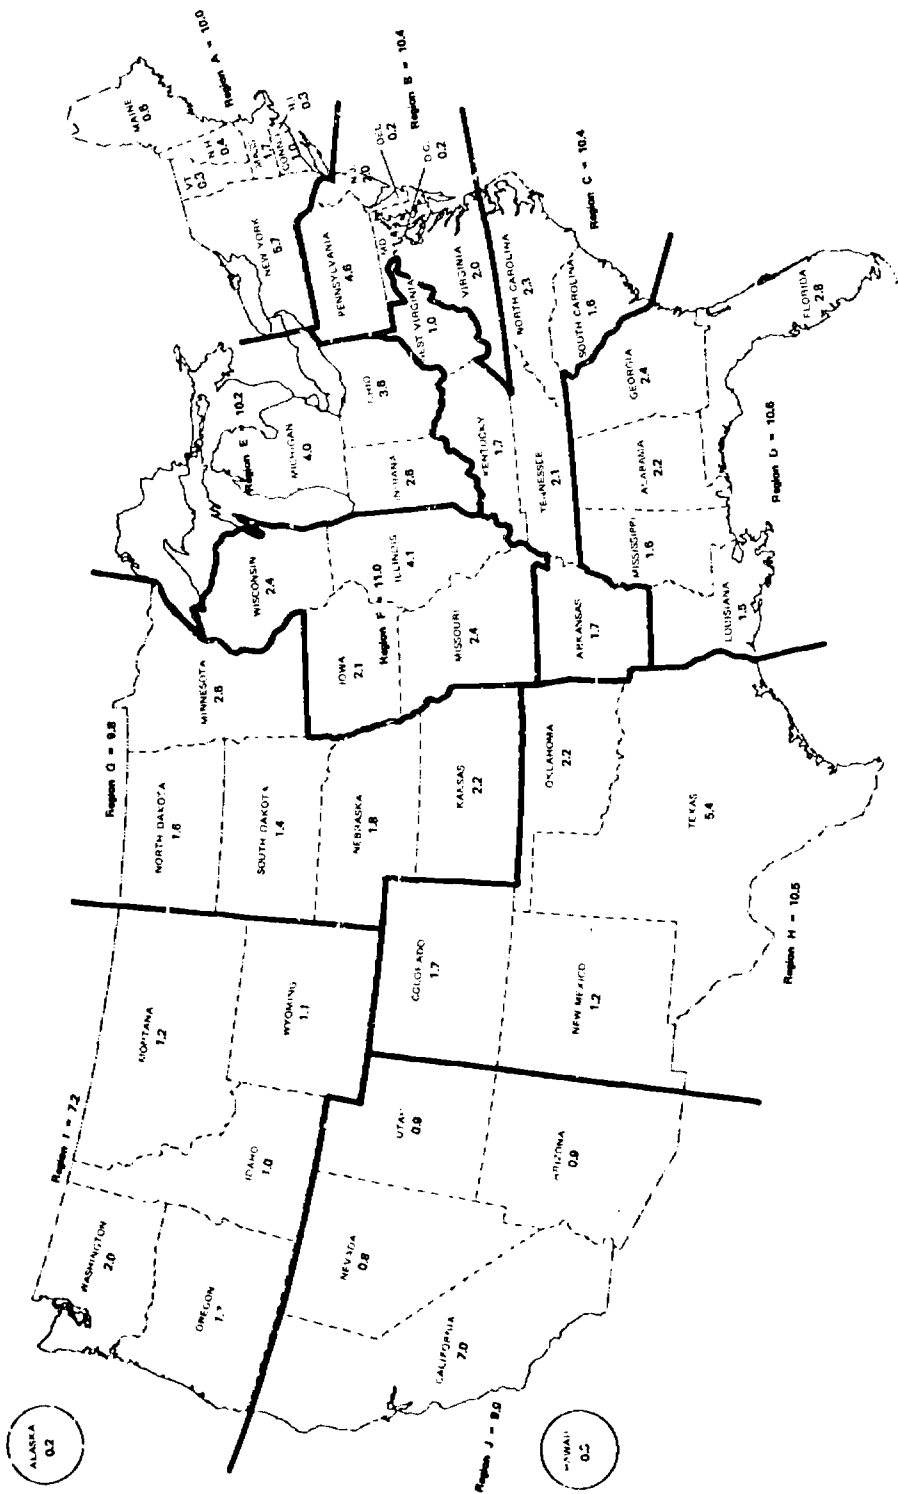 ALASKA
0.2
WASHINGTON
2.0
OREGON
Region I = 7.2
MONTANA
1.2
IDAHO
1.0
WYOMING
1.1
Region J = 9.0
CALIFORNIA
7.0
NEVADA
0.8
UTAH
0.9
ARIZONA
0.9
HAWAII
COLORADO
1.7
NEW MEXICO
1.2
Region H = 10.5
TEXAS
5.4
OKLAHOMA
2.2
Region G = 9.8
NORTH DAKOTA
1.6
SOUTH DAKOTA
1.4
NEBRASKA
1.8
KANSAS
2.2
MINNESOTA
2.8
WISCONSIN
2.4
IOWA
2.1
Region F = 11.0
ILLINOIS
4.1
MISSOURI
2.4
ARKANSAS
1.7
Region E = 10.2
MICHIGAN
4.0
INDIANA
2.8
OHIO
3.8
KENTUCKY
1.7
TENNESSEE
2.1
WEST VIRGINIA
1.0
NORTH CAROLINA
2.3
SOUTH CAROLINA
1.6
Region C = 10.4
LOUISIANA
1.5
MISSISSIPPI
1.6
ALABAMA
2.2
GEORGIA
2.4
FLORIDA
2.8
Region D = 10.6
PENNSYLVANIA
4.6
N.J.
2.0
MD
DEL
0.2
D.C.
0.2
VIRGINIA
2.0
Region B = 10.4
NEW YORK
5.7
VT
0.3
N H
0.4
MAINE
0.6
MASS
1.7
CONN
1.0
R I
0.3
Region A = 10.0